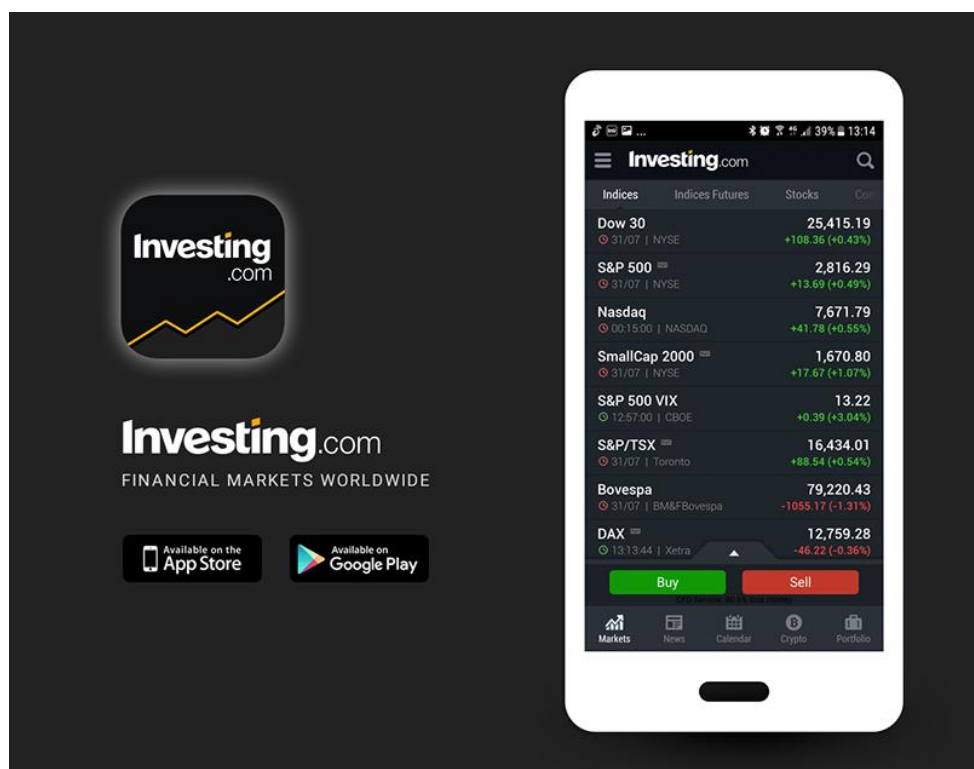 Investing
.com
Investing.com
FINANCIAL MARKETS WORLDWIDE
Available on the
App Store
Available on
Google Play
... 39% 13:14
Investing.com
Indices Indices Futures Stocks
Dow 30 25,415.19
31/07 | NYSE +108.36 (+0.43%)
S&P 500 2,816.29
31/07 | NYSE +13.69 (+0.49%)
Nasdaq 7,671.79
00:15:00 | NASDAQ +41.78 (+0.55%)
SmallCap 2000 1,670.80
31/07 | NYSE +17.67 (+1.07%)
S&P 500 VIX 13.22
12:57:00 | CBOE +0.39 (+3.04%)
S&P/TSX 16,434.01
31/07 | Toronto +88.54 (+0.54%)
Bovespa 79,220.43
31/07 | BM&FBovespa -1055.17 (-1.31%)
DAX 12,759.28
13:13:44 | Xetra -46.22 (-0.36%)
Buy Sell
Markets News Calendar Crypto Portfolio